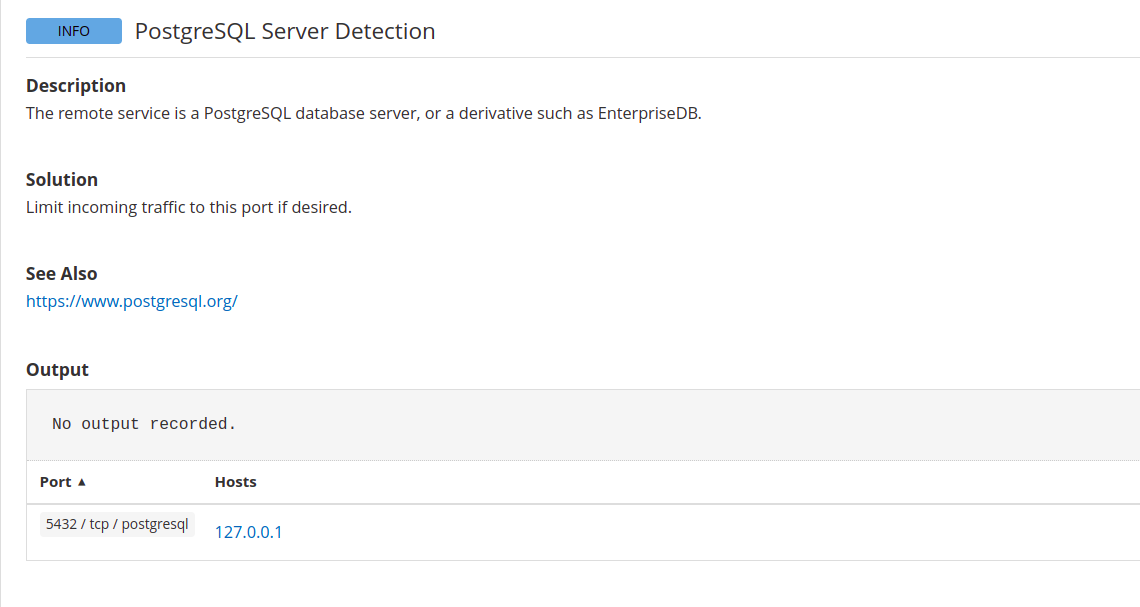 INFO PostgreSQL Server Detection
Description
The remote service is a PostgreSQL database server, or a derivative such as EnterpriseDB.
Solution
Limit incoming traffic to this port if desired.
See Also
https://www.postgresql.org/
Output
No output recorded.
Port ▲ Hosts
5432 / tcp / postgresql 127.0.0.1